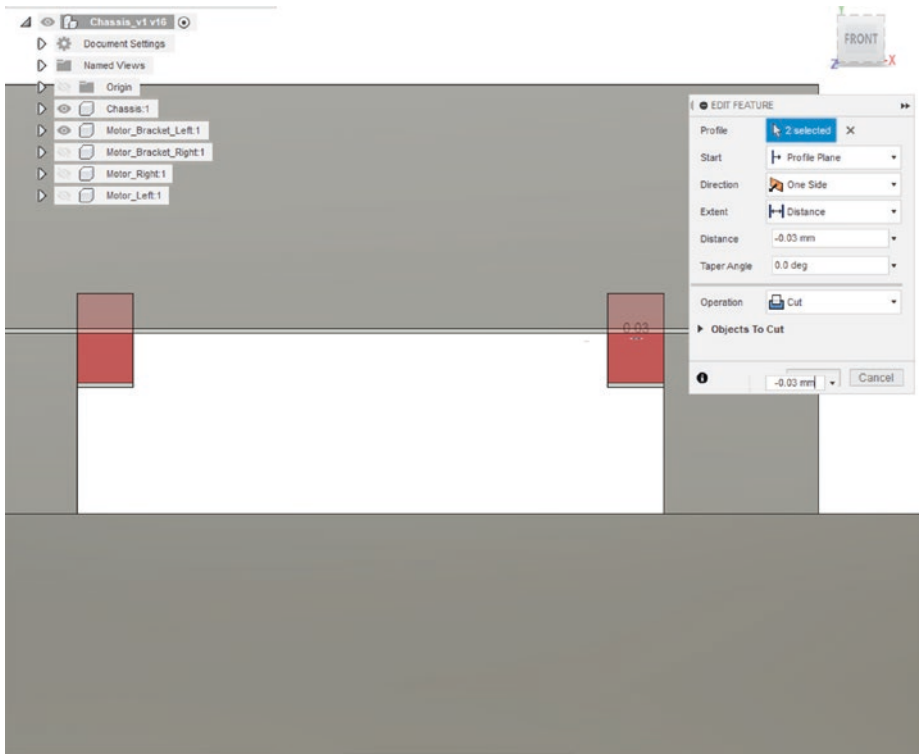 Chassis_v1 v16
Document Settings
Named Views
Origin
Chassis:1
Motor_Bracket_Left:1
Motor_Bracket_Right:1
Motor_Right:1
Motor_Left:1
FRONT
Z
X
EDIT FEATURE
Profile 2 selected
Start Profile Plane
Direction One Side
Extent Distance
Distance -0.03 mm
Taper Angle 0.0 deg
Operation Cut
Objects To Cut
-0.03 mm Cancel
0.03